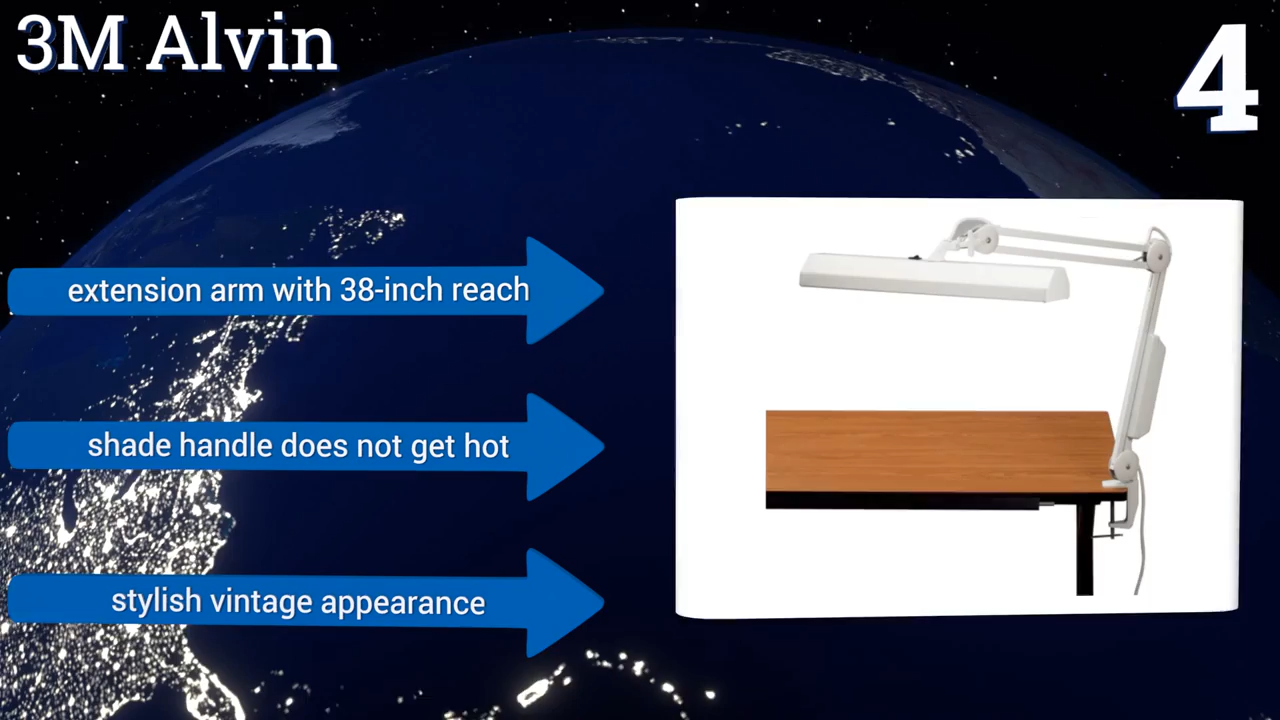 3M Alvin
4
extension arm with 38-inch reach
shade handle does not get hot
stylish vintage appearance